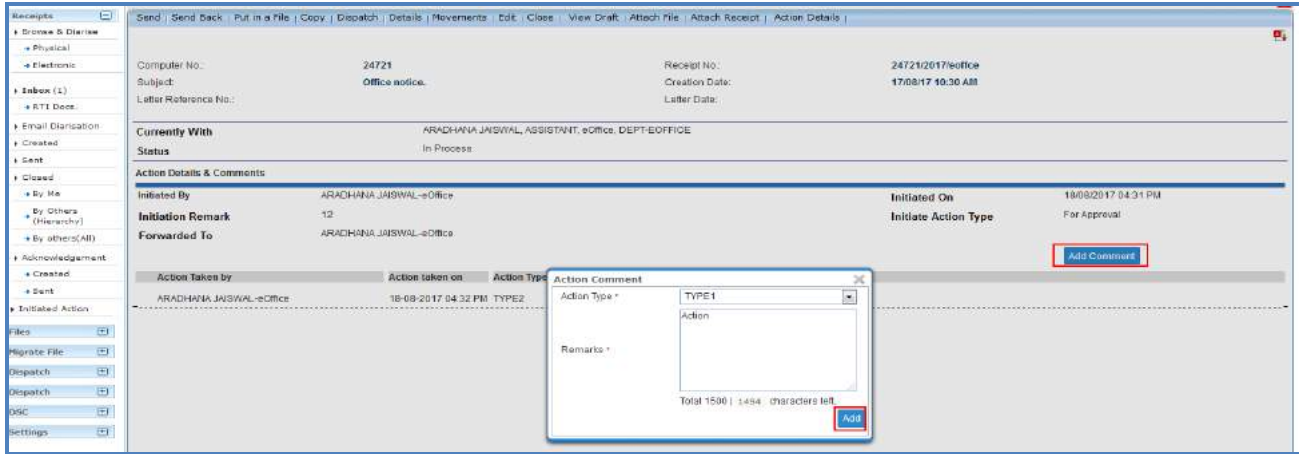 Receipts
Send | Send Back | Put in a File | Copy | Dispatch | Details | Movements | Edit | Close | View Draft | Attach File | Attach Receipt | Action Details |
Browse & Diarise
Physical
Electronic
Inbox (1)
RTI Docs.
Email Diarisation
Created
Sent
Closed
By Me
By Others
(Hierarchy)
By others(All)
Acknowledgement
Created
Sent
Initiated Action
Files
Migrate File
Dispatch
Dispatch
DSC
Settings
Computer No.: 24721 Receipt No.: 24721/2017/eoffice
Subject: Office notice. Creation Date: 17/08/17 10:30 AM
Letter Reference No.: Letter Date:
Currently With ARADHANA JAISWAL, ASSISTANT, eOffice, DEPT-EOFFICE
Status In Process
Action Details & Comments
Initiated By ARADHANA JAISWAL-eOffice Initiated On 18/08/2017 04:31 PM
Initiation Remark 12 Initiate Action Type For Approval
Forwarded To ARADHANA JAISWAL-eOffice
Add Comment
Action Taken by Action taken on Action Type
ARADHANA JAISWAL-eOffice 18-08-2017 04:32 PM TYPE2
Action Comment
Action Type * TYPE1
Remarks * Action
Total 1500 | 1494 characters left.
Add